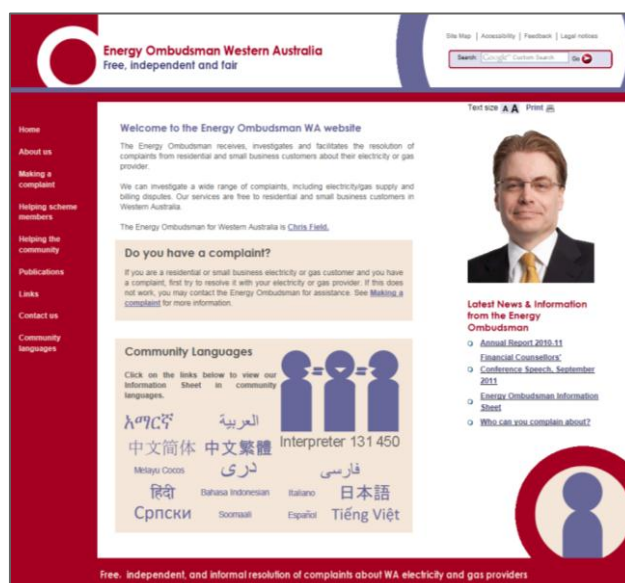 Site Map | Accessibility | Feedback | Legal notices
Energy Ombudsman Western Australia
Free, independent and fair
Search: Google™ Custom Search Go
Text size A A Print
Home
About us
Making a
complaint
Helping scheme
members
Helping the
community
Publications
Links
Contact us
Community
languages
Welcome to the Energy Ombudsman WA website
The Energy Ombudsman receives, investigates and facilitates the resolution of
complaints from residential and small business customers about their electricity or gas
provider.
We can investigate a wide range of complaints, including electricity/gas supply and
billing disputes. Our services are free to residential and small business customers in
Western Australia.
The Energy Ombudsman for Western Australia is Chris Field.
Do you have a complaint?
If you are a residential or small business electricity or gas customer and you have
a complaint, first try to resolve it with your electricity or gas provider. If this does
not work, you may contact the Energy Ombudsman for assistance. See Making a
complaint for more information.
Community Languages
Click on the links below to view our
Information Sheet in community
languages.
Interpreter 131 450
አማርኛ العربية
中文简体 中文繁體
Melayu Cocos دری فارسی
हिंदी Bahasa Indonesian Italiano 日本語
Српски Soomaali Español Tiếng Việt
Latest News & Information
from the Energy
Ombudsman
Annual Report 2010-11
Financial Counsellors'
Conference Speech, September
2011
Energy Ombudsman Information
Sheet
Who can you complain about?
Free, independent, and informal resolution of complaints about WA electricity and gas providers